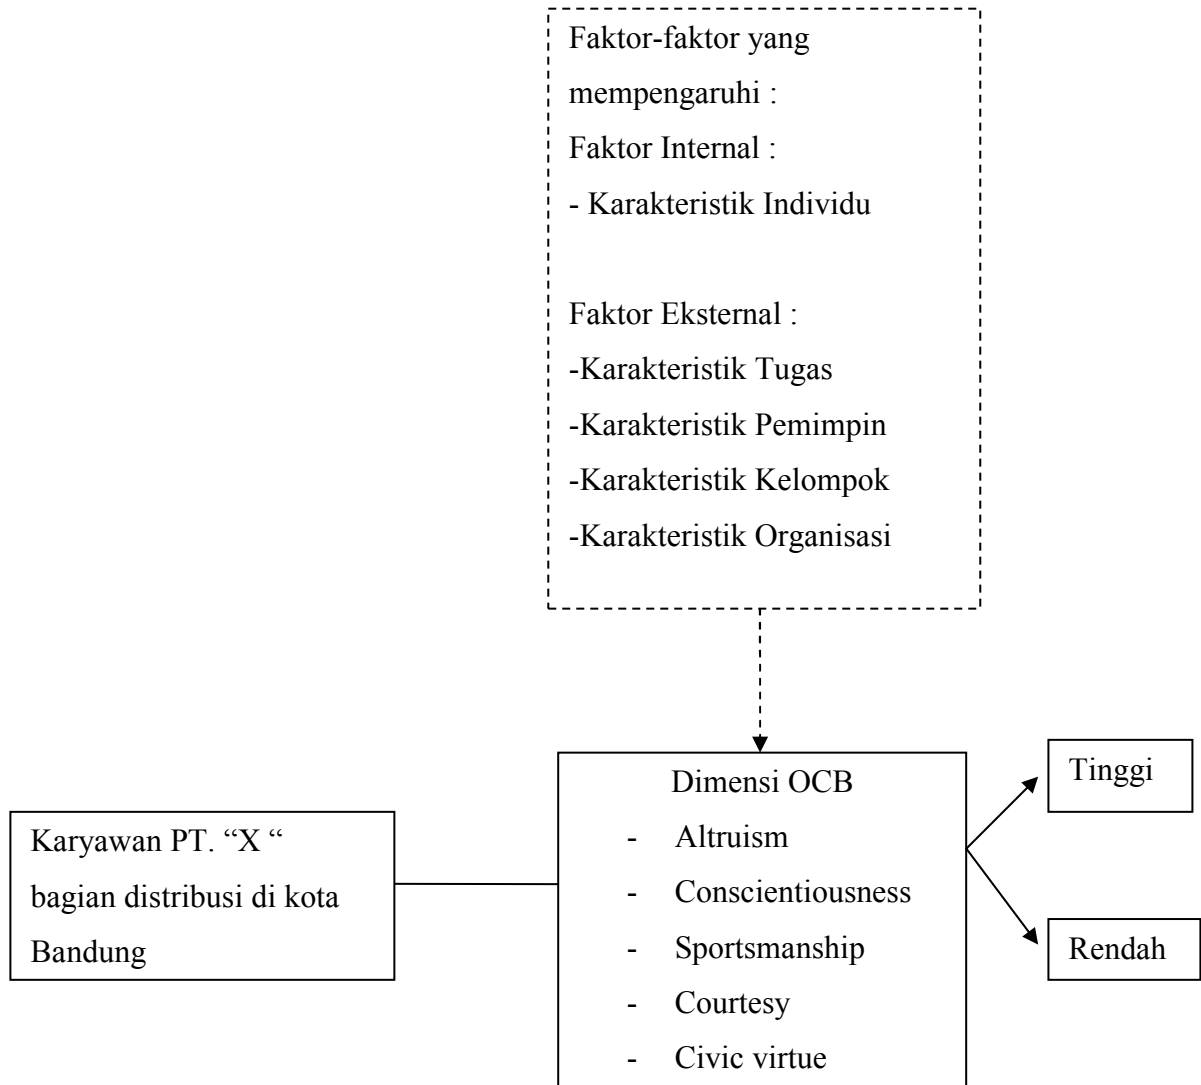 Faktor-faktor yang
mempengaruhi :
Faktor Internal :
- Karakteristik Individu
Faktor Eksternal :
-Karakteristik Tugas
-Karakteristik Pemimpin
-Karakteristik Kelompok
-Karakteristik Organisasi
Karyawan PT. “X “
bagian distribusi di kota
Bandung
Dimensi OCB
- Altruism
- Conscientiousness
- Sportsmanship
- Courtesy
- Civic virtue
Tinggi
Rendah